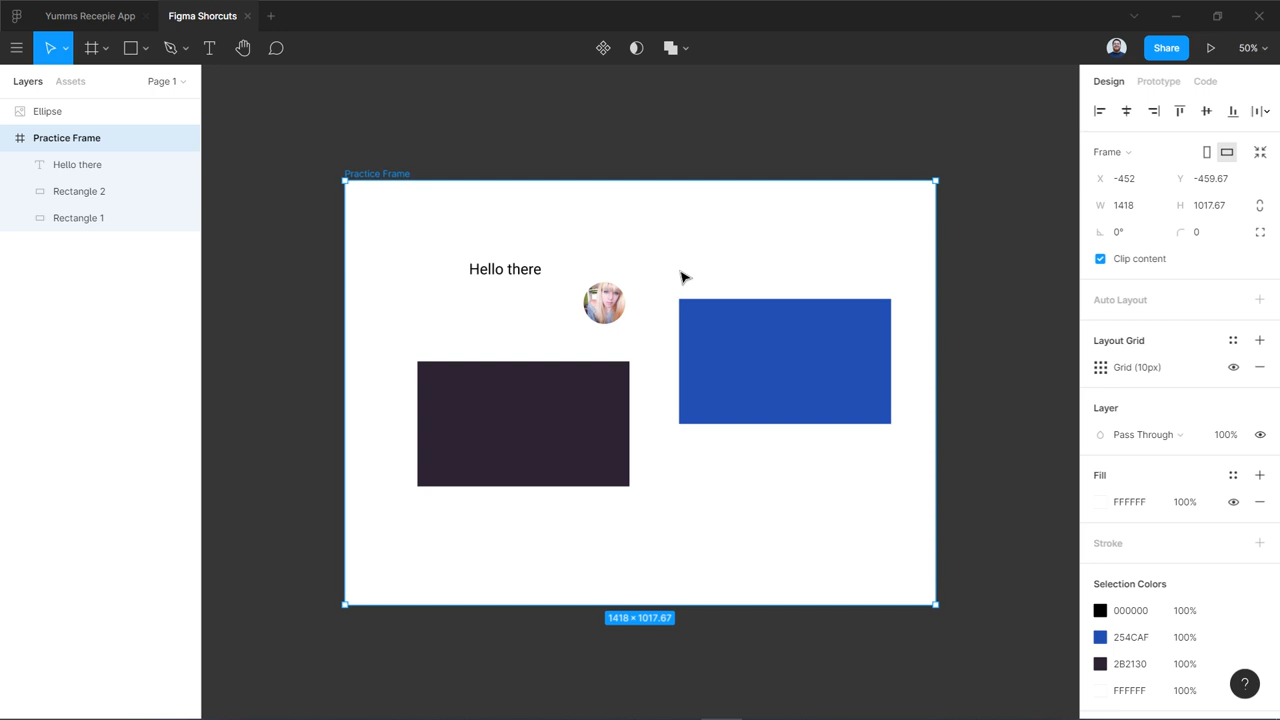 Yumms Recepie App
Figma Shorcuts
Share
50%
Layers
Assets
Page 1
Ellipse
Practice Frame
Hello there
Rectangle 2
Rectangle 1
Practice Frame
Hello there
1418 × 1017.67
Design
Prototype
Code
Frame
X -452
Y -459.67
W 1418
H 1017.67
0°
0
Clip content
Auto Layout
Layout Grid
Grid (10px)
Layer
Pass Through
100%
Fill
FFFFFF
100%
Stroke
Selection Colors
000000
100%
254CAF
100%
2B2130
100%
FFFFFF
100%
?